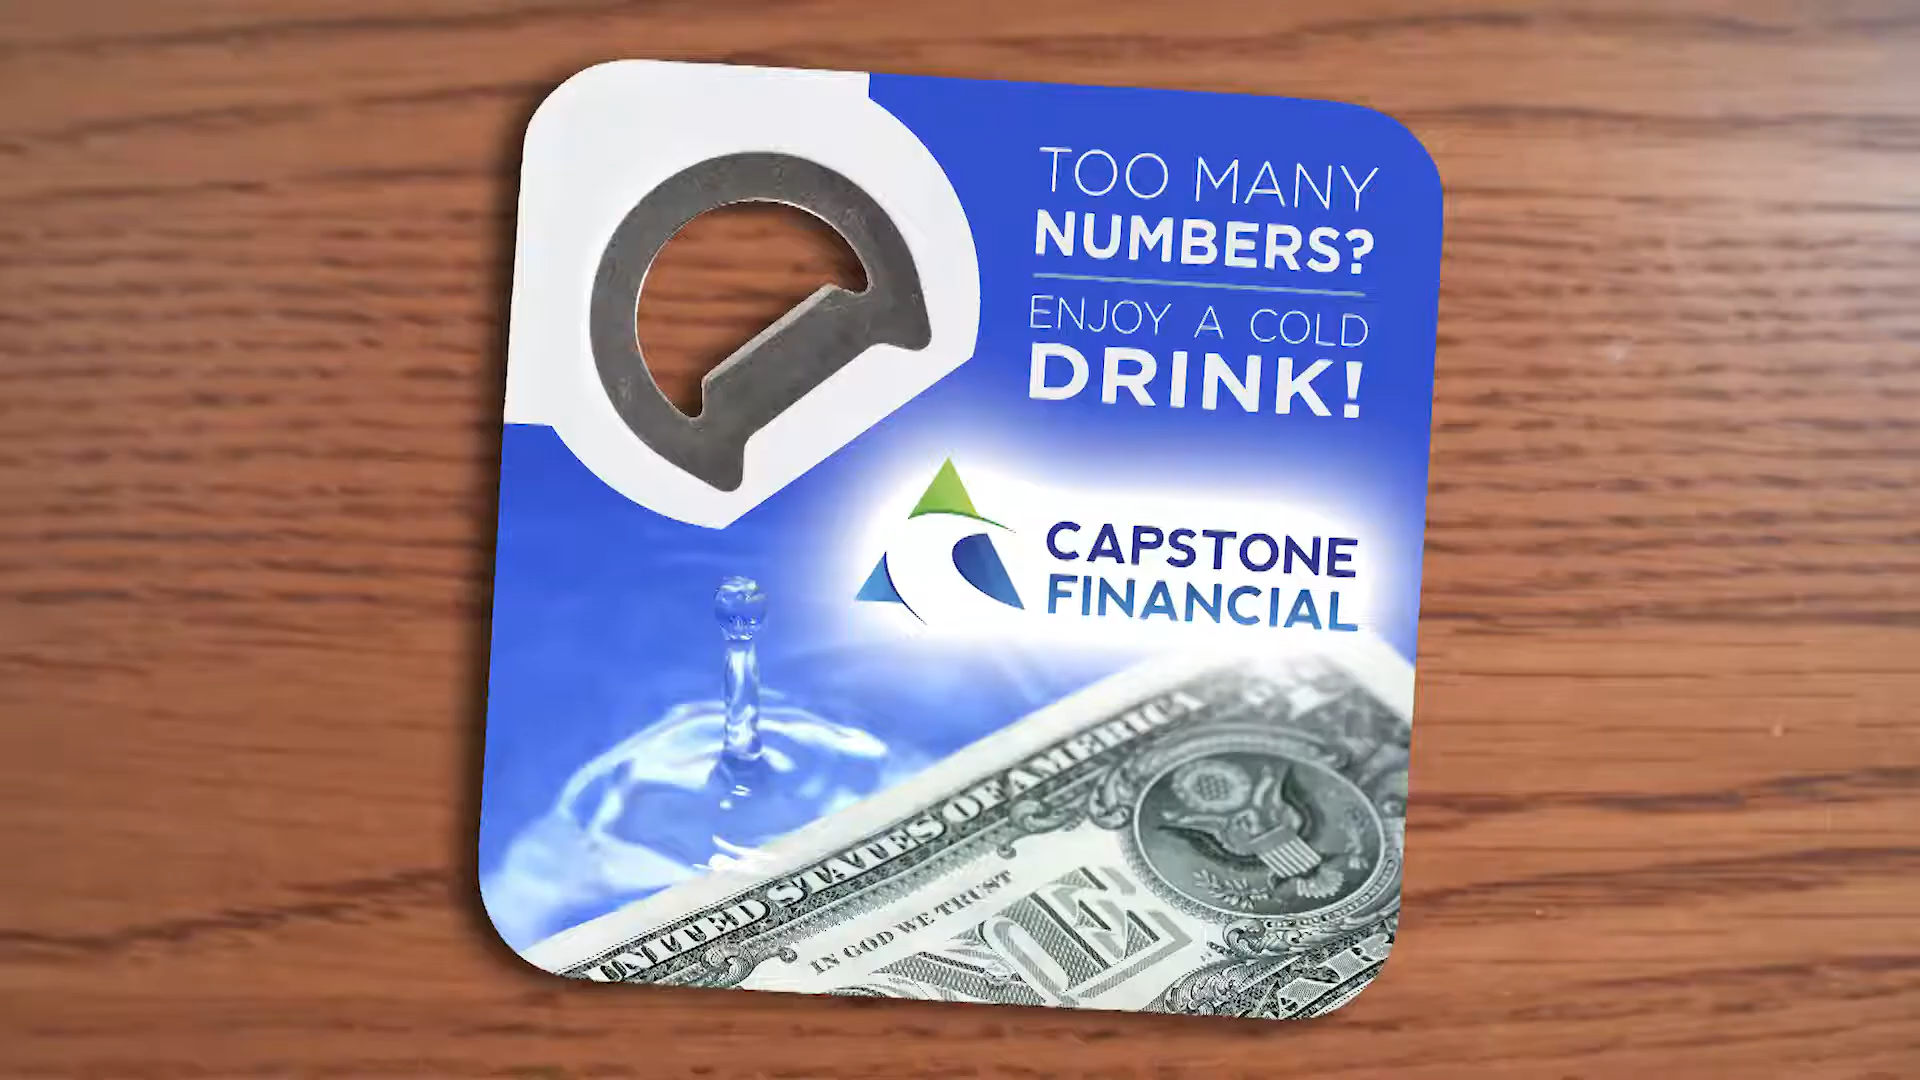 TOO MANY
NUMBERS?
ENJOY A COLD
DRINK!
CAPSTONE
FINANCIAL
UNITED STATES OF AMERICA
IN GOD WE TRUST
ONE